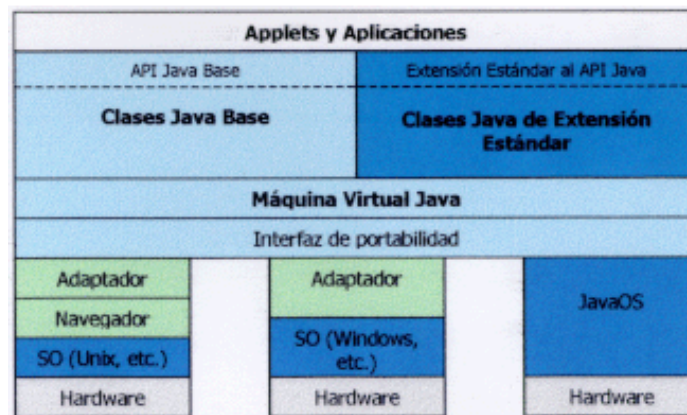 Applets y Aplicaciones
API Java Base
Extensión Estándar al API Java
Clases Java Base
Clases Java de Extensión
Estándar
Máquina Virtual Java
Interfaz de portabilidad
Adaptador
Navegador
SO (Unix, etc.)
Hardware
Adaptador
SO (Windows,
etc.)
Hardware
JavaOS
Hardware